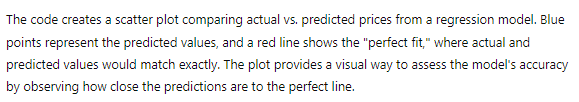 The code creates a scatter plot comparing actual vs. predicted prices from a regression model. Blue
points represent the predicted values, and a red line shows the "perfect fit," where actual and
predicted values would match exactly. The plot provides a visual way to assess the model's accuracy
by observing how close the predictions are to the perfect line.